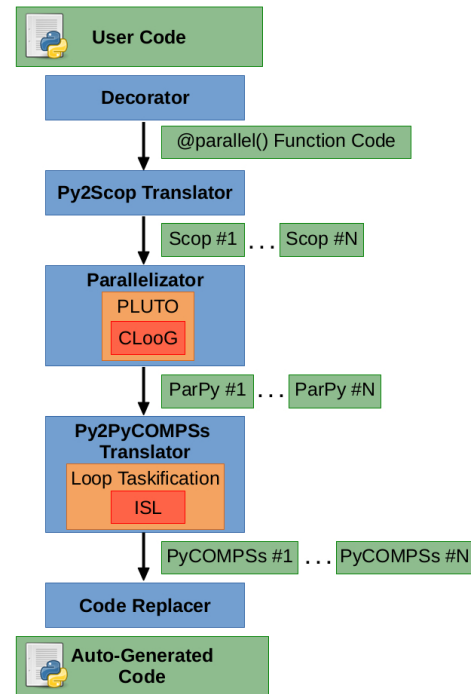 User Code
Decorator
@parallel() Function Code
Py2Scop Translator
Scop #1 ... Scop #N
Parallelizator
PLUTO
CLooG
ParPy #1 ... ParPy #N
Py2PyCOMPSs
Translator
Loop Taskification
ISL
PyCOMPSs #1 ... PyCOMPSs #N
Code Replacer
Auto-Generated
Code